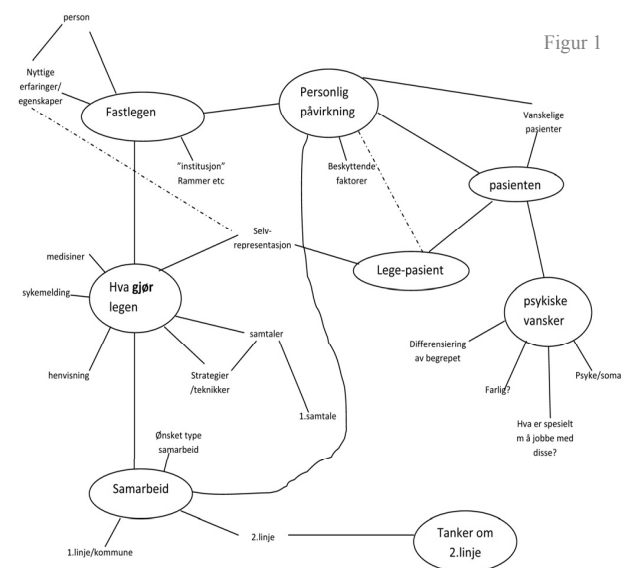 Figur 1
person
Nyttige
erfaringer/
egenskaper
Fastlegen
"institusjon"
Rammer etc
Personlig
påvirkning
Beskyttende
faktorer
Vanskelige
pasienter
pasienten
Selv-
representasjon
Lege-pasient
medisiner
sykemelding
Hva gjør
legen
henvisning
samtaler
Strategier
/teknikker
1.samtale
psykiske
vansker
Differensiering
av begrepet
Farlig?
Psyke/soma
Hva er spesielt
m å jobbe med
disse?
Ønsket type
samarbeid
Samarbeid
1.linje/kommune
2.linje
Tanker om
2.linje